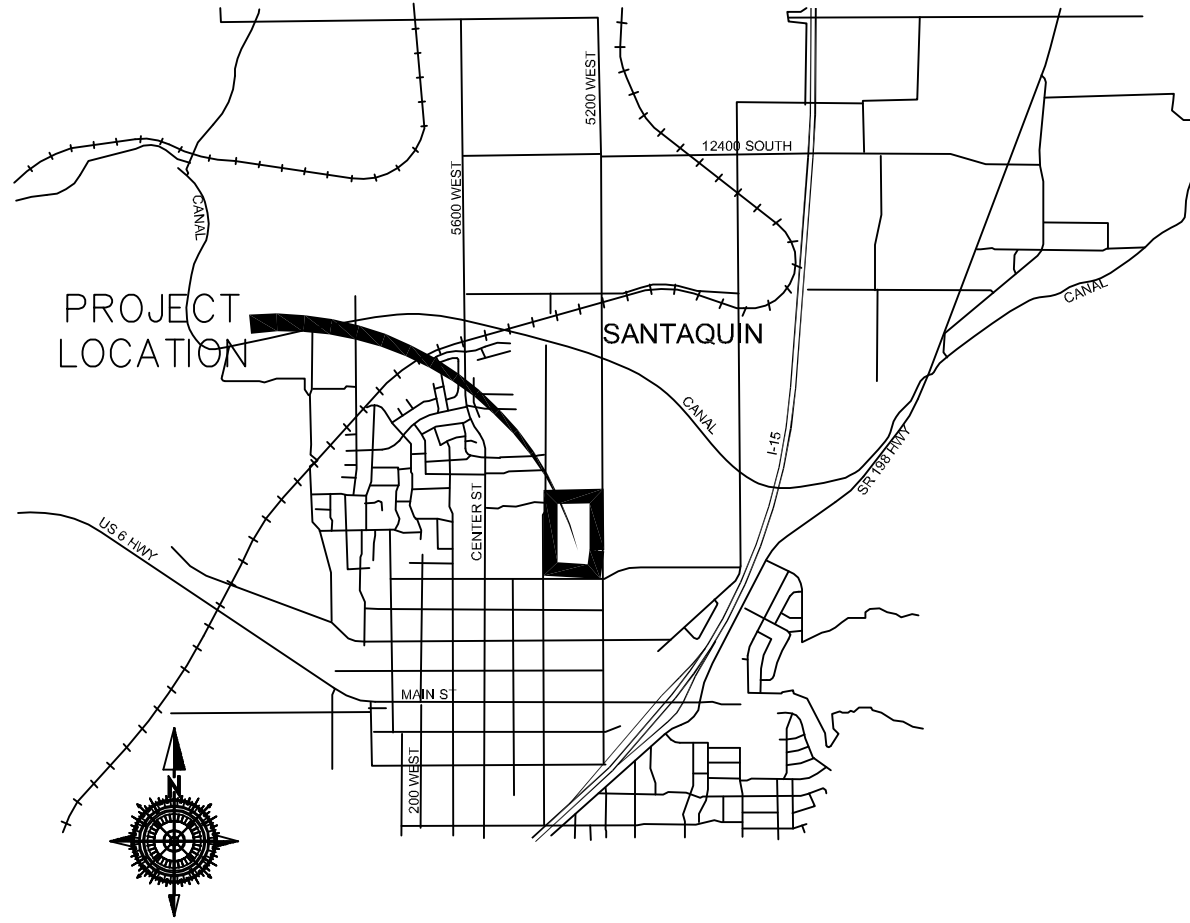 5200 WEST
12400 SOUTH
5600 WEST
CANAL
CANAL
PROJECT
LOCATION
SANTAQUIN
CANAL
I-15
SR 198 HWY
CENTER ST
US 6 HWY
MAIN ST
200 WEST
N